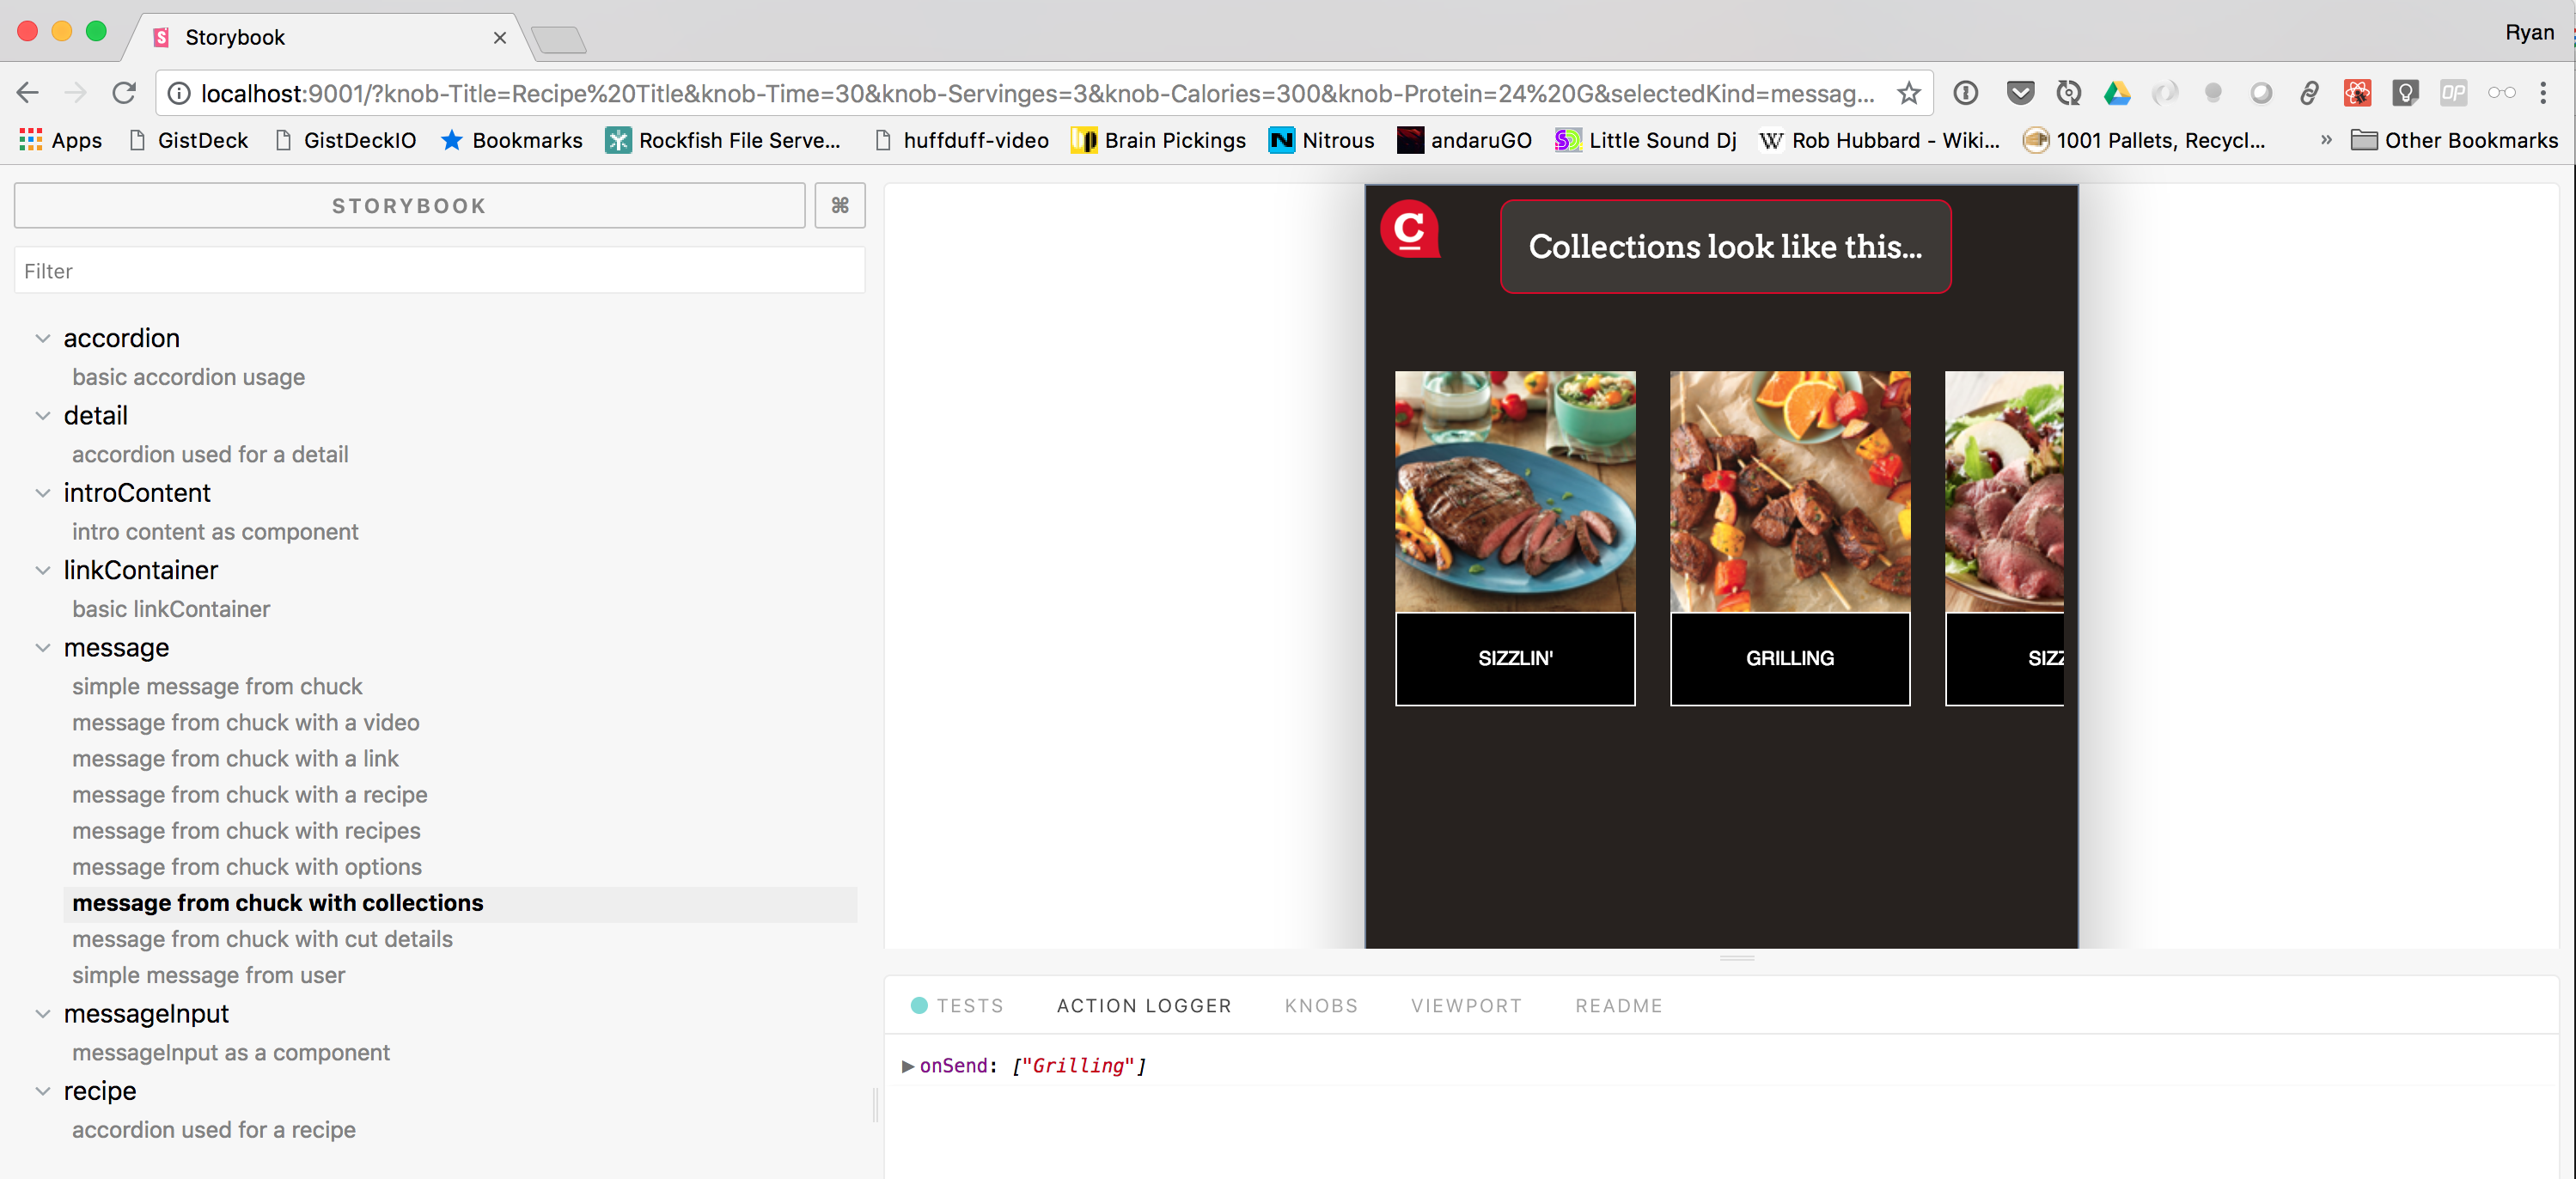 Storybook
Ryan
localhost:9001/?knob-Title=Recipe%20Title&knob-Time=30&knob-Servinges=3&knob-Calories=300&knob-Protein=24%20G&selectedKind=messag...
Apps GistDeck GistDeckIO Bookmarks Rockfish File Serve... huffduff-video Brain Pickings Nitrous andaruGO Little Sound Dj Rob Hubbard - Wiki... 1001 Pallets, Recycl... » Other Bookmarks
STORYBOOK ⌘
Filter
accordion
basic accordion usage
detail
accordion used for a detail
introContent
intro content as component
linkContainer
basic linkContainer
message
simple message from chuck
message from chuck with a video
message from chuck with a link
message from chuck with a recipe
message from chuck with recipes
message from chuck with options
message from chuck with collections
message from chuck with cut details
simple message from user
messageInput
messageInput as a component
recipe
accordion used for a recipe
C
Collections look like this...
SIZZLIN' GRILLING SIZZ
TESTS ACTION LOGGER KNOBS VIEWPORT README
onSend: ["Grilling"]